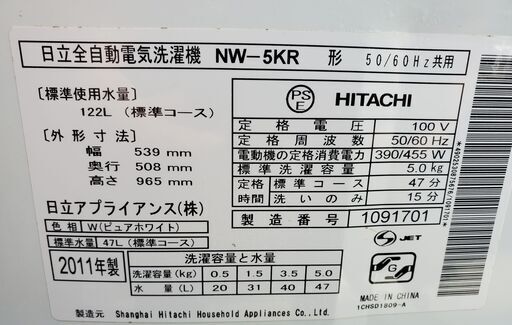 日立全自動電気洗濯機 NW-5KR 形 50/60Hz共用
[標準使用水量]
122L (標準コース)
[外形寸法]
幅 539 mm
奥行 508 mm
高さ 965 mm
日立アプライアンス(株)
色相 W(ピュアホワイト)
標準水量 47L(標準コース)
PS
E
HITACHI
定格電圧 100 V
定格周波数 50/60 Hz
電動機の定格消費電力 390/455 W
標準洗濯容量 5.0kg
定格時間 標準コース 47分
洗いのみ 15分
製造番号 1091701
2011年製
洗濯容量と水量
洗濯容量(kg) 0.5 1.5 3.5 5.0
水量(L) 20 31 40 47
JET
G
MADE IN CHINA
1CHSD1809-A
製造元 Shanghai Hitachi Household Appliances Co., Ltd.